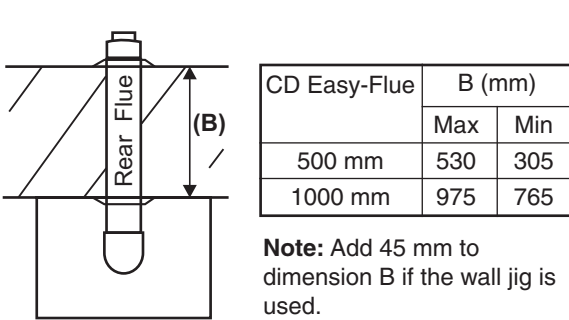 Rear Flue
(B)
CD Easy-Flue B (mm)
Max Min
500 mm 530 305
1000 mm 975 765
Note: Add 45 mm to
dimension B if the wall jig is
used.